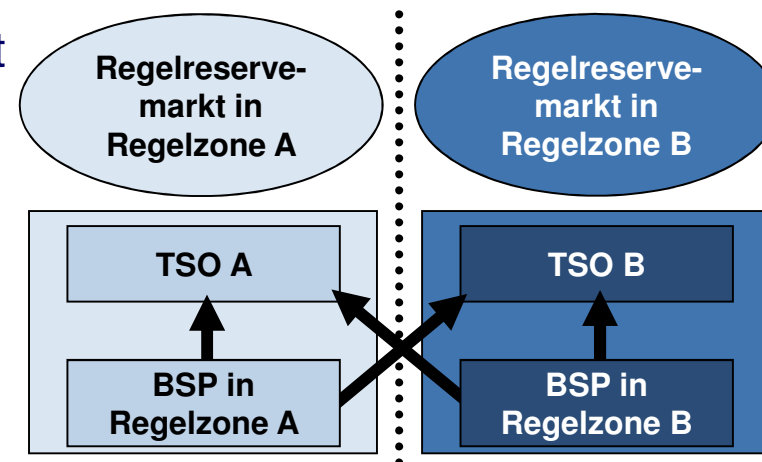 t
Regelreserve-
markt in
Regelzone A
Regelreserve-
markt in
Regelzone B
TSO A
TSO B
BSP in
Regelzone A
BSP in
Regelzone B